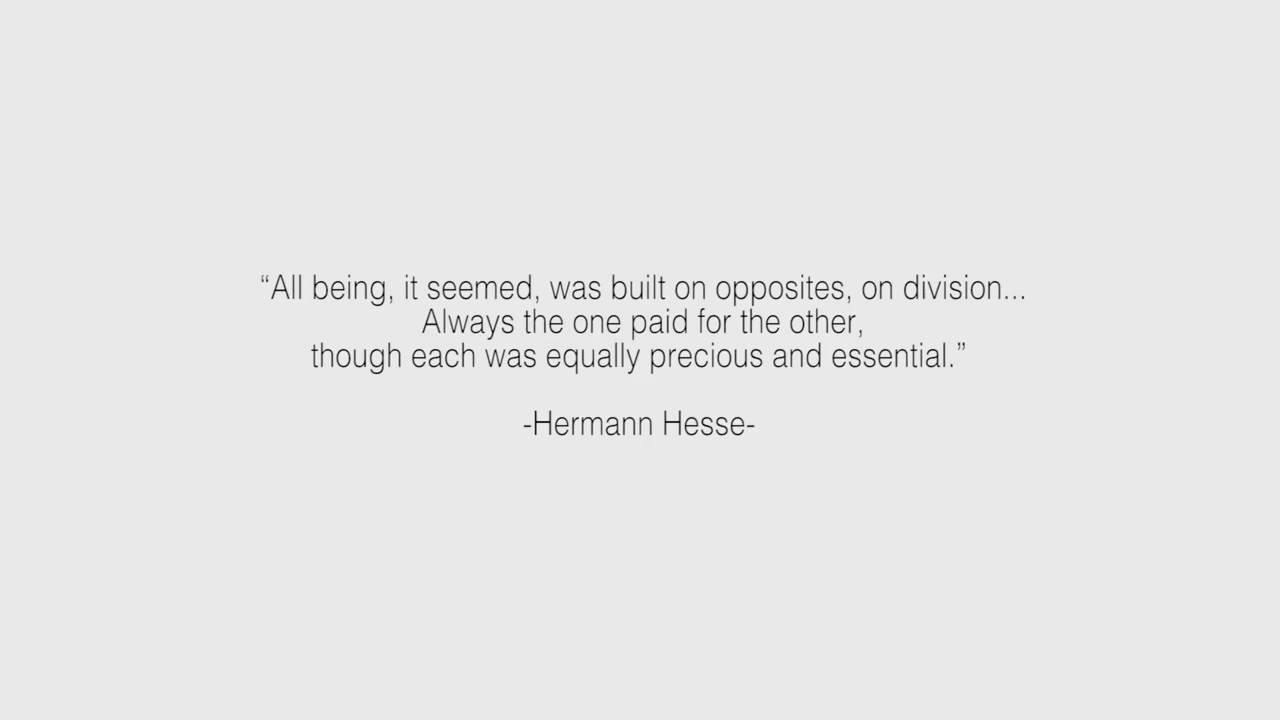 “All being, it seemed, was built on opposites, on division...
Always the one paid for the other,
though each was equally precious and essential.”
-Hermann Hesse-